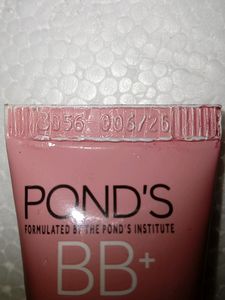 POND'S
FORMULATED BY THE POND'S INSTITUTE
BB+